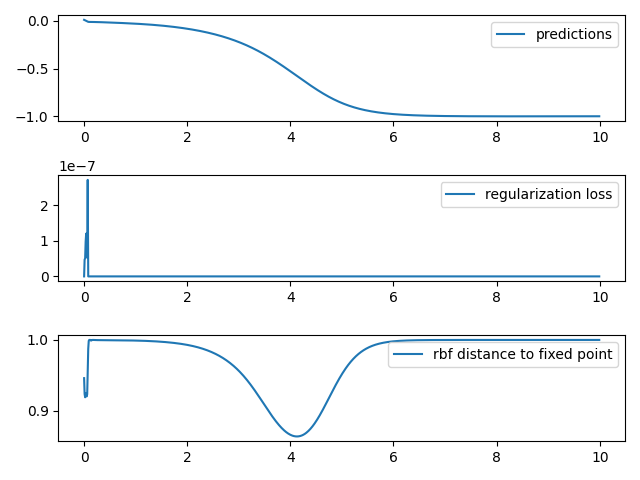 0.0
−0.5
−1.0
predictions
0 2 4 6 8 10
1e−7
2
1
0
regularization loss
0 2 4 6 8 10
1.0
0.9
rbf distance to fixed point
0 2 4 6 8 10